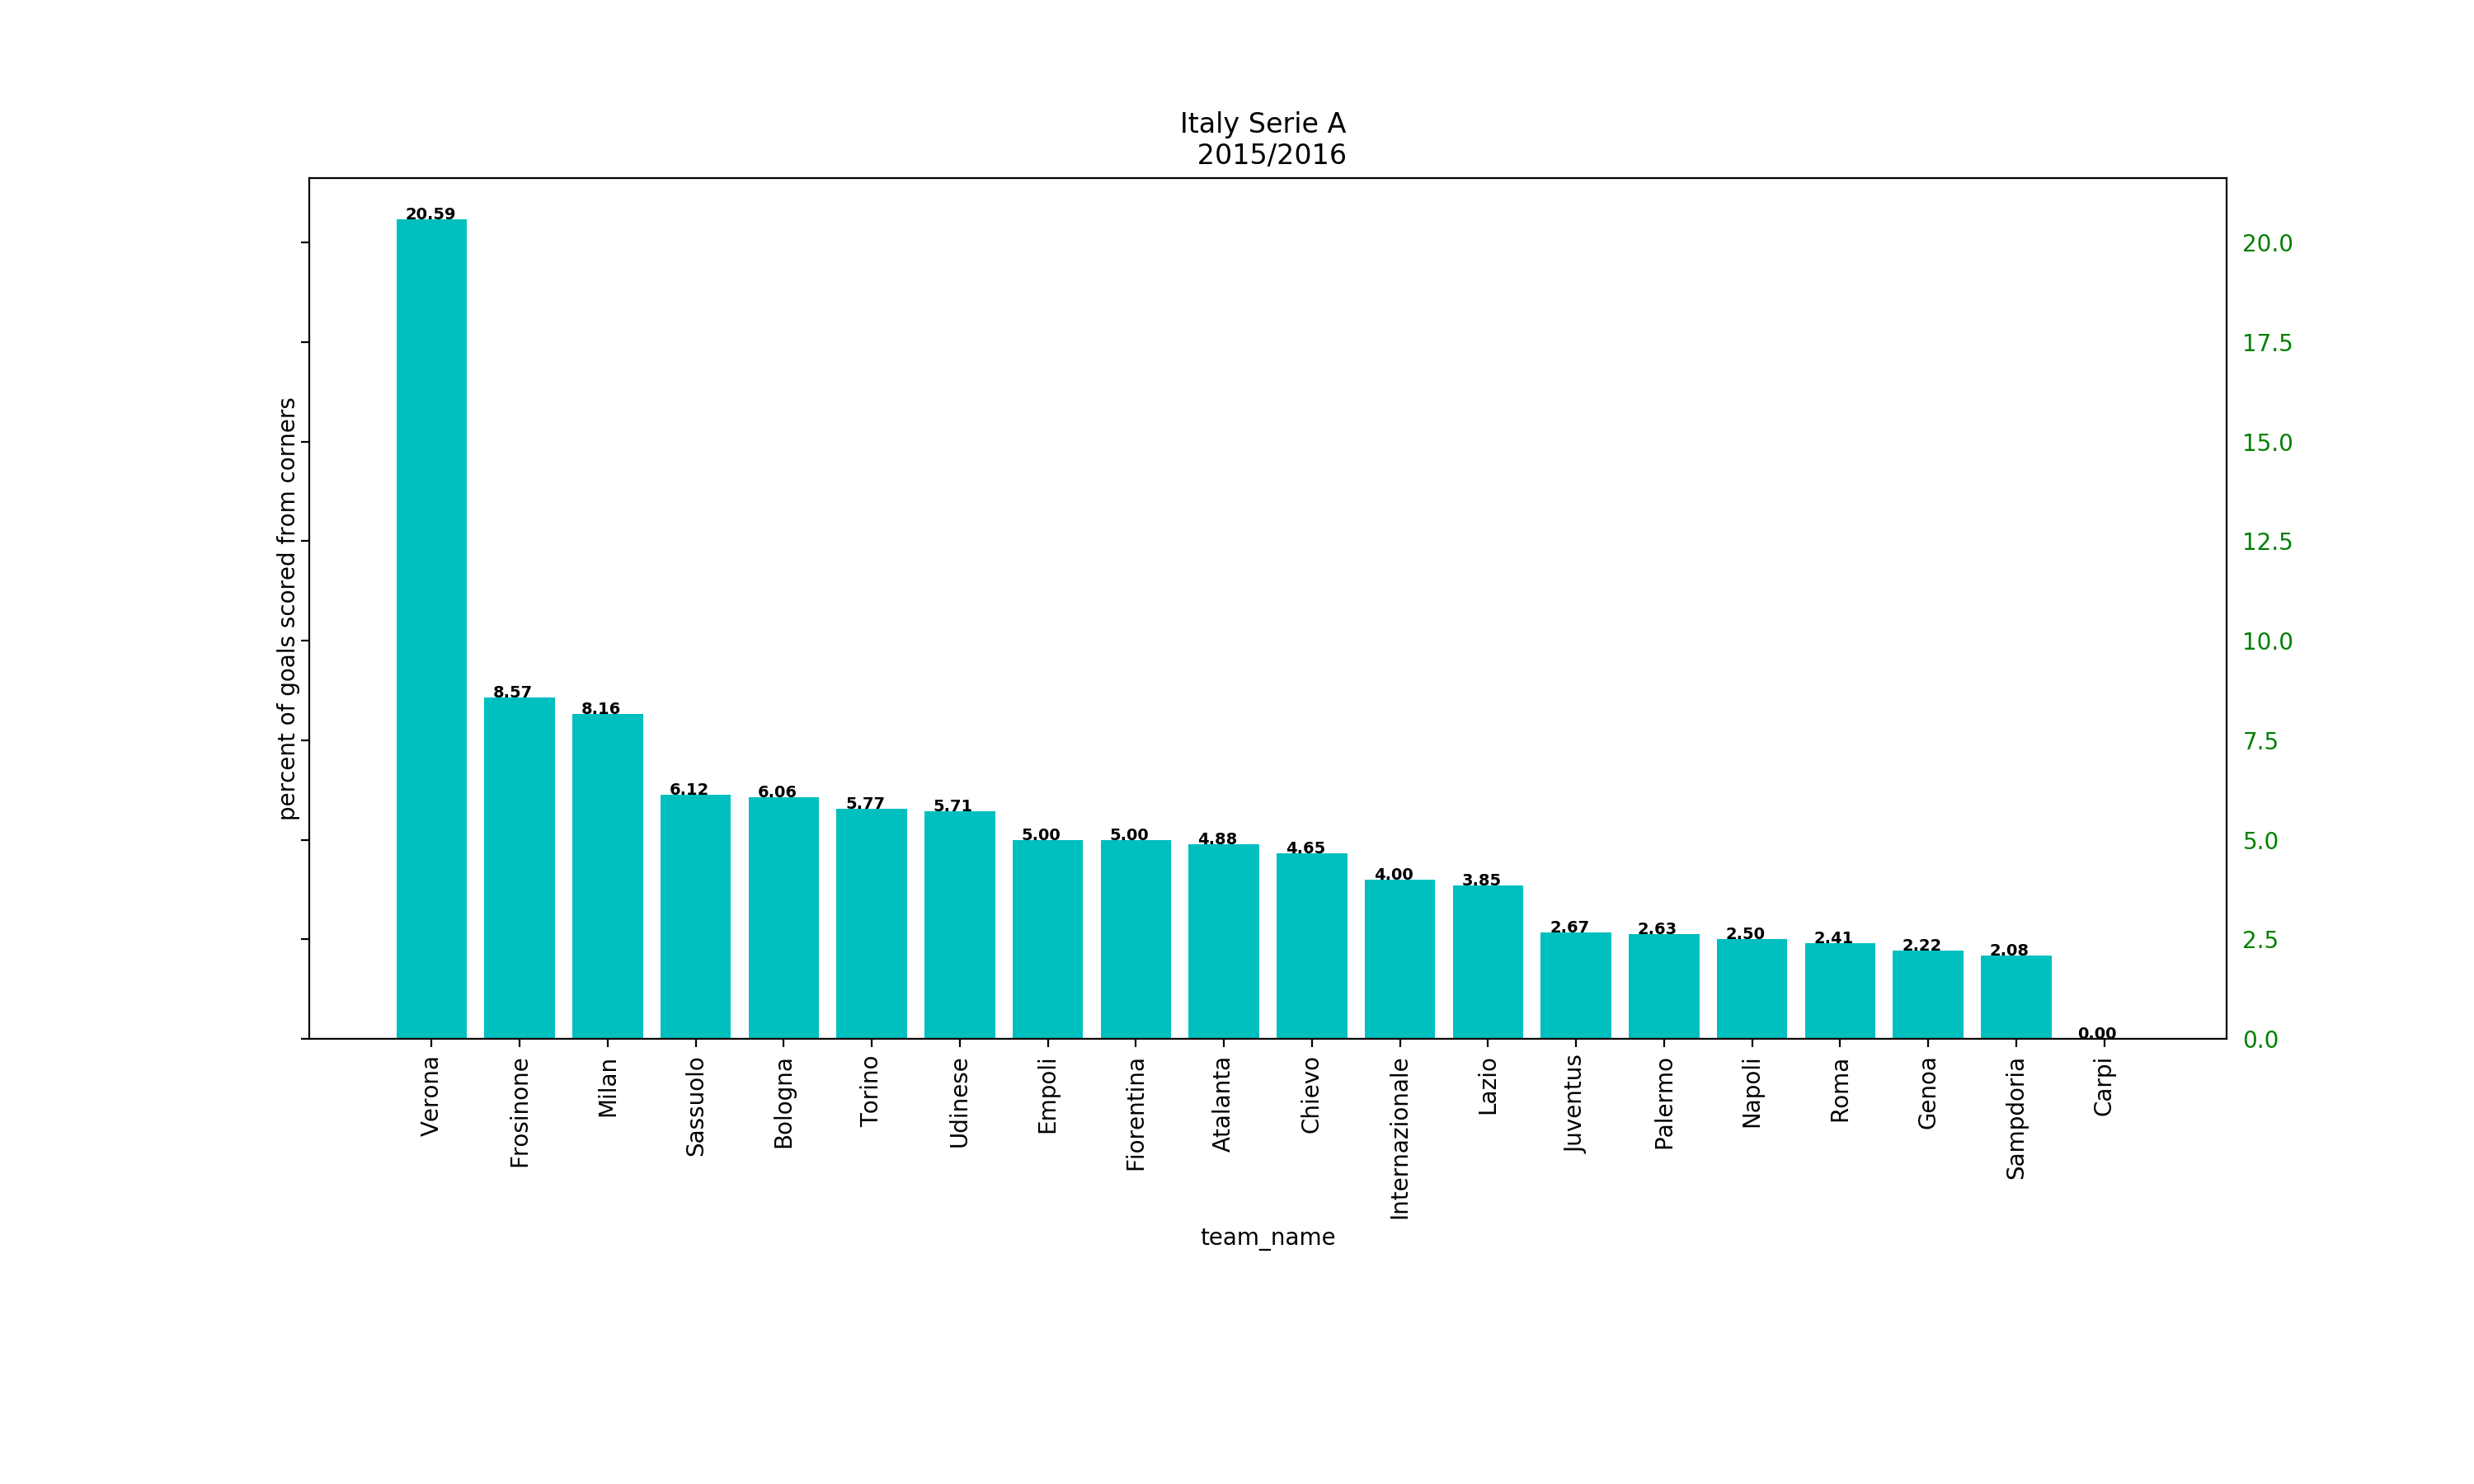 Italy Serie A
2015/2016
percent of goals scored from corners
20.59
8.57
8.16
6.12
6.06
5.77
5.71
5.00
5.00
4.88
4.65
4.00
3.85
2.67
2.63
2.50
2.41
2.22
2.08
0.00
20.0
17.5
15.0
12.5
10.0
7.5
5.0
2.5
0.0
Verona
Frosinone
Milan
Sassuolo
Bologna
Torino
Udinese
Empoli
Fiorentina
Atalanta
Chievo
Internazionale
Lazio
Juventus
Palermo
Napoli
Roma
Genoa
Sampdoria
Carpi
team_name